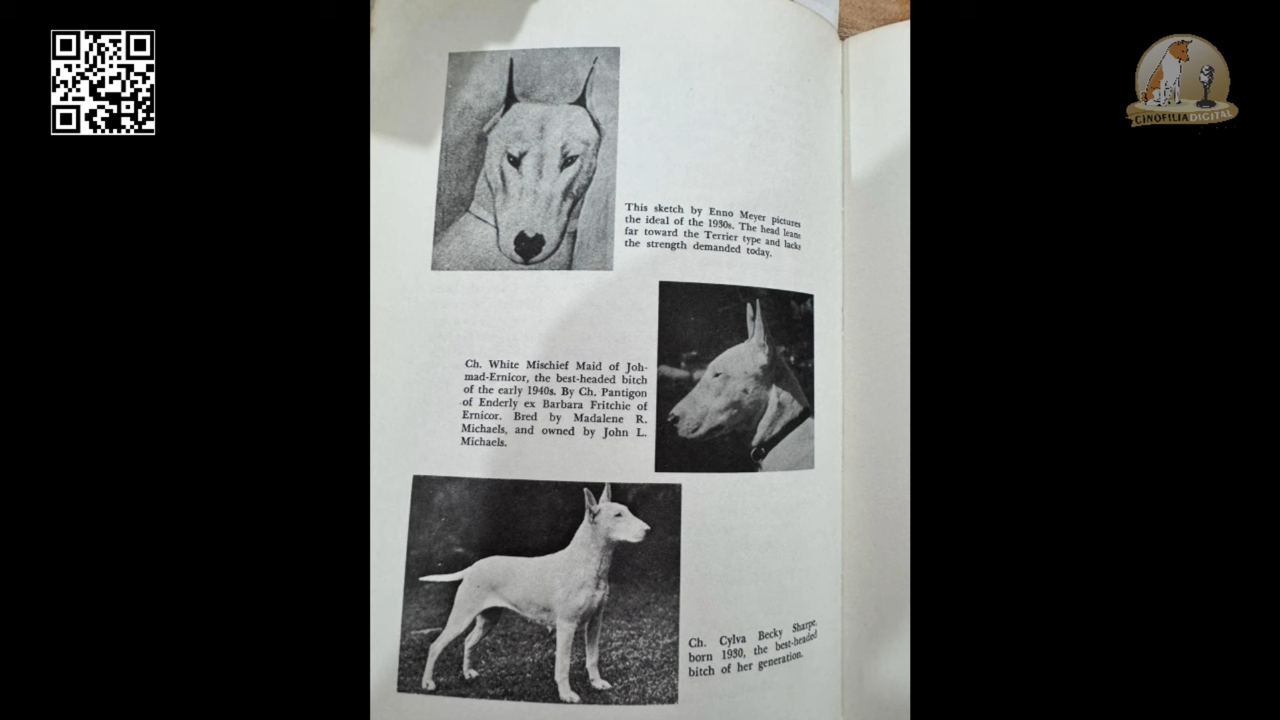 CINOFILIA DIGITAL
This sketch by Enno Meyer pictures
the ideal of the 1930s. The head leans
far toward the Terrier type and lacks
the strength demanded today.
Ch. White Mischief Maid of Joh-
mad-Ernicor, the best-headed bitch
of the early 1940s. By Ch. Pantigon
of Enderly ex Barbara Fritchie of
Ernicor. Bred by Madalene R.
Michaels, and owned by John L.
Michaels.
Ch. Cylva Becky Sharpe,
born 1930, the best-headed
bitch of her generation.